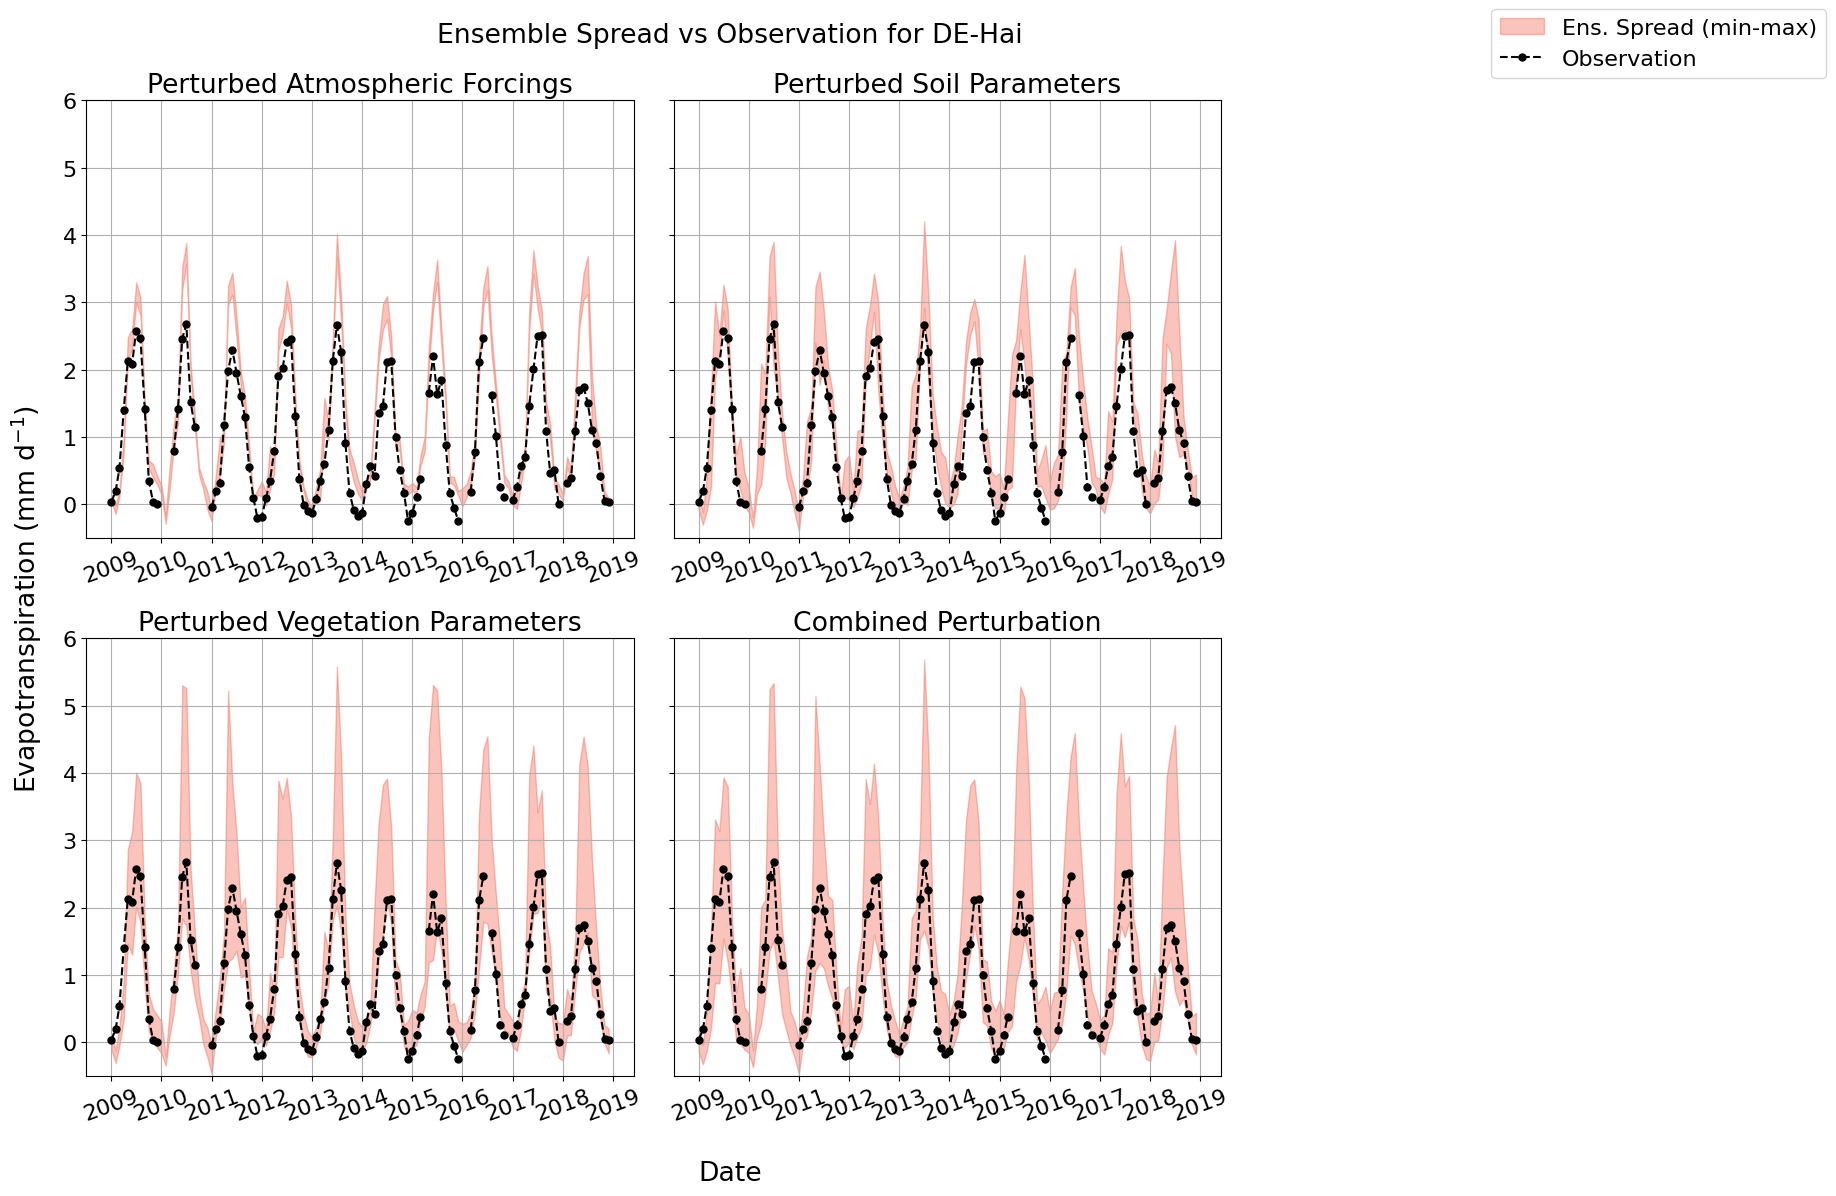 Ensemble Spread vs Observation for DE-Hai
Ens. Spread (min-max)
Observation
Perturbed Atmospheric Forcings
Perturbed Soil Parameters
6
5
4
3
2
1
0
2009 2010 2011 2012 2013 2014 2015 2016 2017 2018 2019
2009 2010 2011 2012 2013 2014 2015 2016 2017 2018 2019
Evapotranspiration (mm d⁻¹)
Perturbed Vegetation Parameters
Combined Perturbation
6
5
4
3
2
1
0
2009 2010 2011 2012 2013 2014 2015 2016 2017 2018 2019
2009 2010 2011 2012 2013 2014 2015 2016 2017 2018 2019
Date